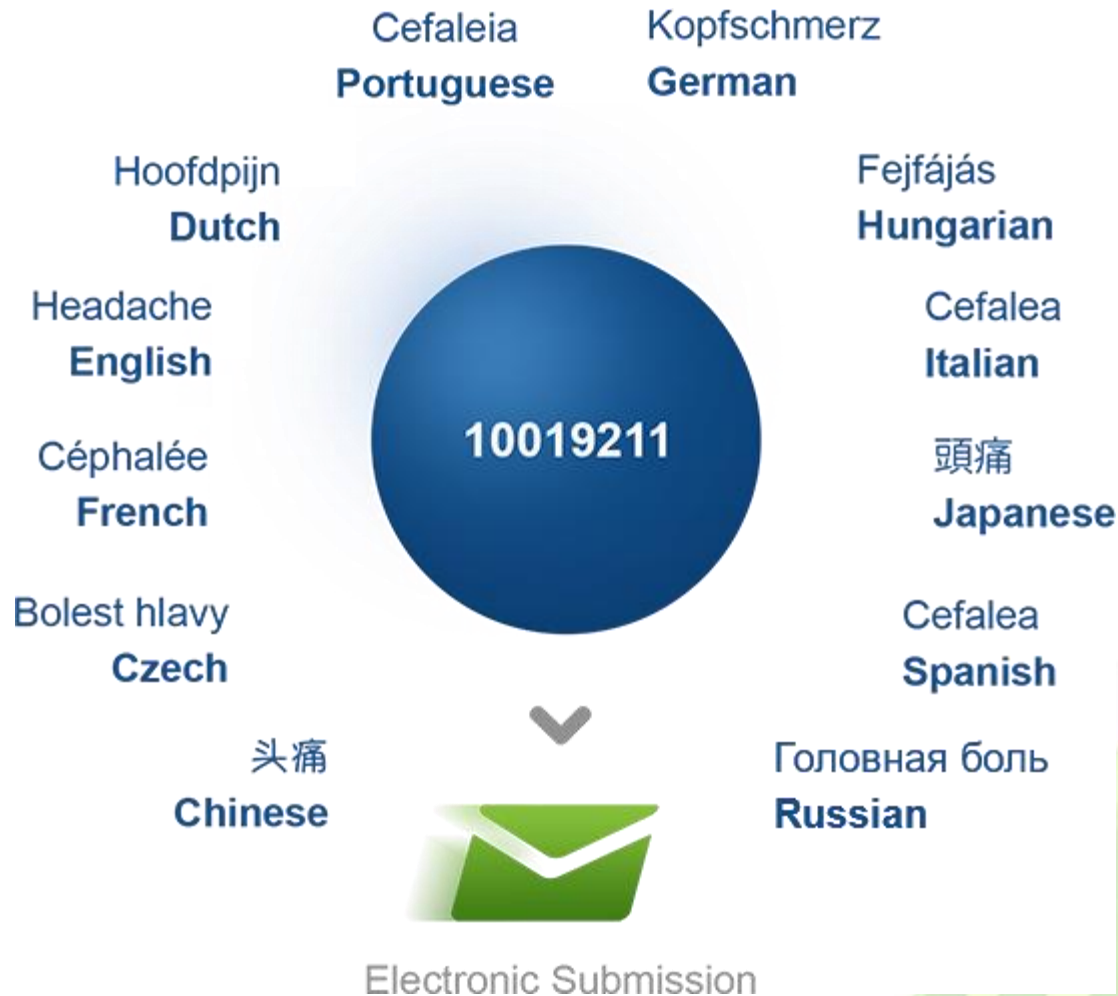 Cefaleia
Portuguese
Kopfschmerz
German
Hoofdpijn
Dutch
Fejfájás
Hungarian
Headache
English
Cefalea
Italian
10019211
Céphalée
French
頭痛
Japanese
Bolest hlavy
Czech
Cefalea
Spanish
头痛
Chinese
Головная боль
Russian
Electronic Submission